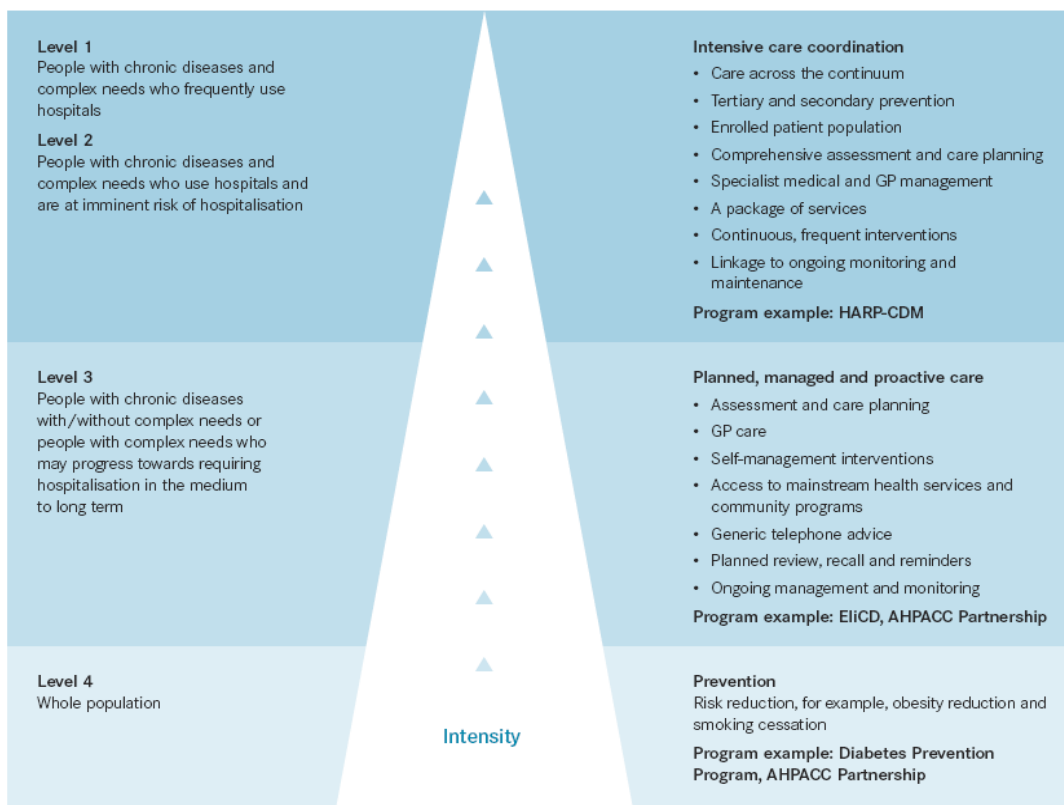 Level 1
People with chronic diseases and
complex needs who frequently use
hospitals
Level 2
People with chronic diseases and
complex needs who use hospitals and
are at imminent risk of hospitalisation
Intensive care coordination
• Care across the continuum
• Tertiary and secondary prevention
• Enrolled patient population
• Comprehensive assessment and care planning
• Specialist medical and GP management
• A package of services
• Continuous, frequent interventions
• Linkage to ongoing monitoring and
maintenance
Program example: HARP-CDM
Level 3
People with chronic diseases
with/without complex needs or
people with complex needs who
may progress towards requiring
hospitalisation in the medium
to long term
Planned, managed and proactive care
• Assessment and care planning
• GP care
• Self-management interventions
• Access to mainstream health services and
community programs
• Generic telephone advice
• Planned review, recall and reminders
• Ongoing management and monitoring
Program example: EliCD, AHPACC Partnership
Level 4
Whole population
Intensity
Prevention
Risk reduction, for example, obesity reduction and
smoking cessation
Program example: Diabetes Prevention
Program, AHPACC Partnership